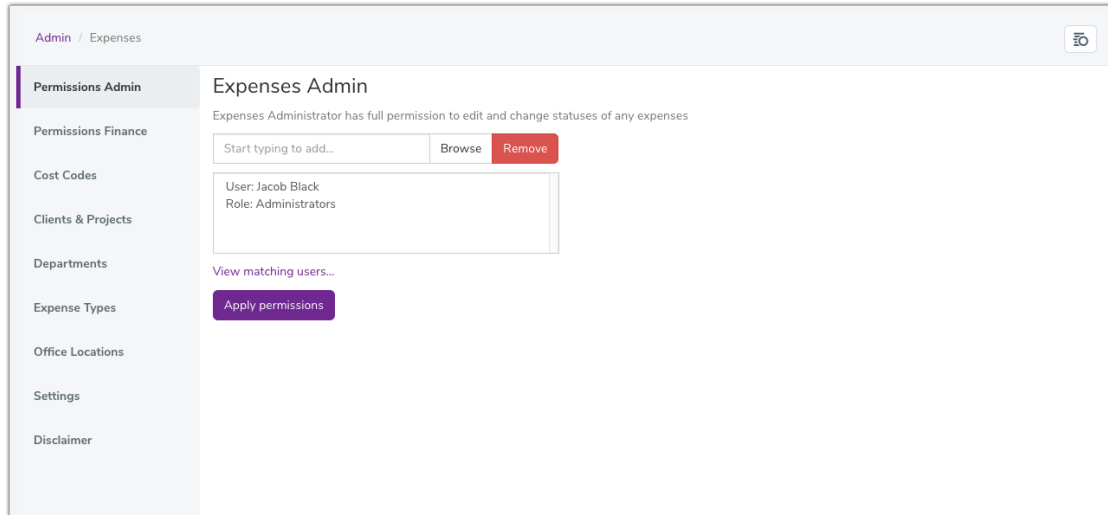 Admin / Expenses
Permissions Admin
Permissions Finance
Cost Codes
Clients & Projects
Departments
Expense Types
Office Locations
Settings
Disclaimer
Expenses Admin
Expenses Administrator has full permission to edit and change statuses of any expenses
Start typing to add... Browse Remove
User: Jacob Black
Role: Administrators
View matching users...
Apply permissions